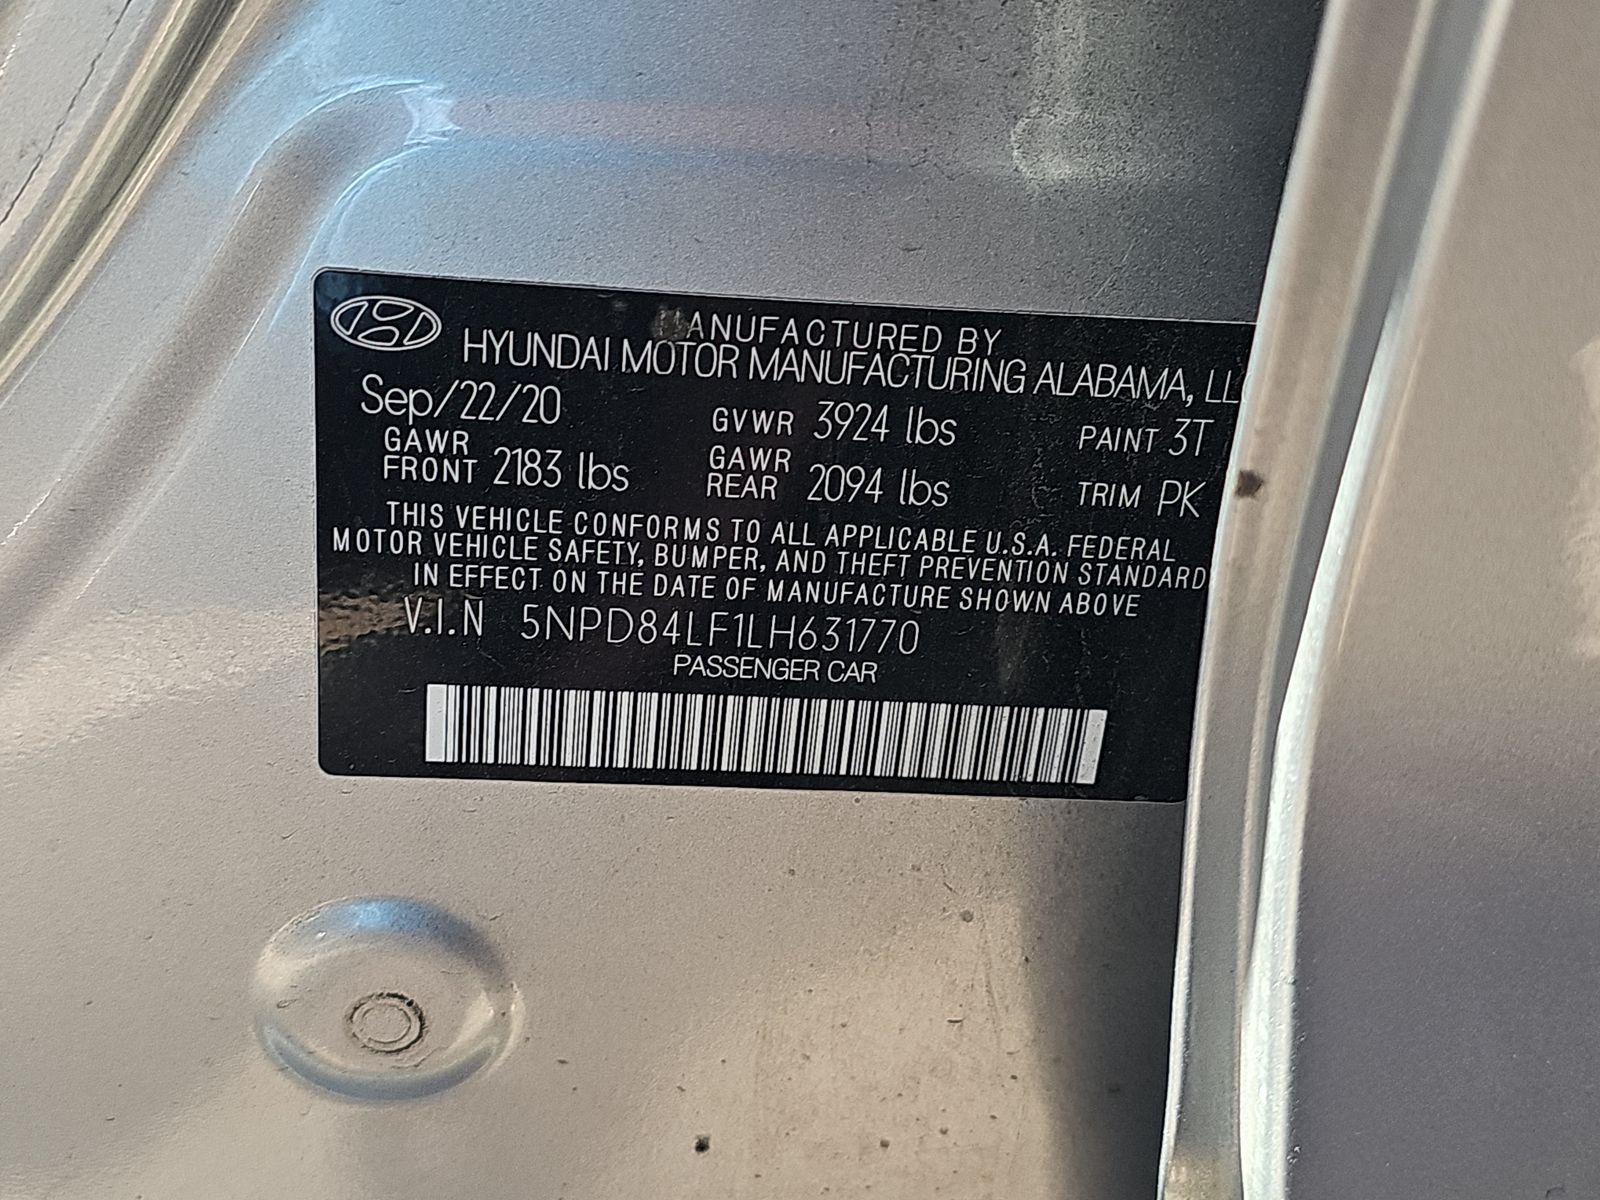 MANUFACTURED BY
HYUNDAI MOTOR MANUFACTURING ALABAMA, LL
Sep/22/20 GVWR 3924 lbs PAINT 3T
GAWR FRONT 2183 lbs GAWR REAR 2094 lbs TRIM PK
THIS VEHICLE CONFORMS TO ALL APPLICABLE U.S.A. FEDERAL
MOTOR VEHICLE SAFETY, BUMPER, AND THEFT PREVENTION STANDARD
IN EFFECT ON THE DATE OF MANUFACTURE SHOWN ABOVE
V.I.N 5NPD84LF1LH631770
PASSENGER CAR